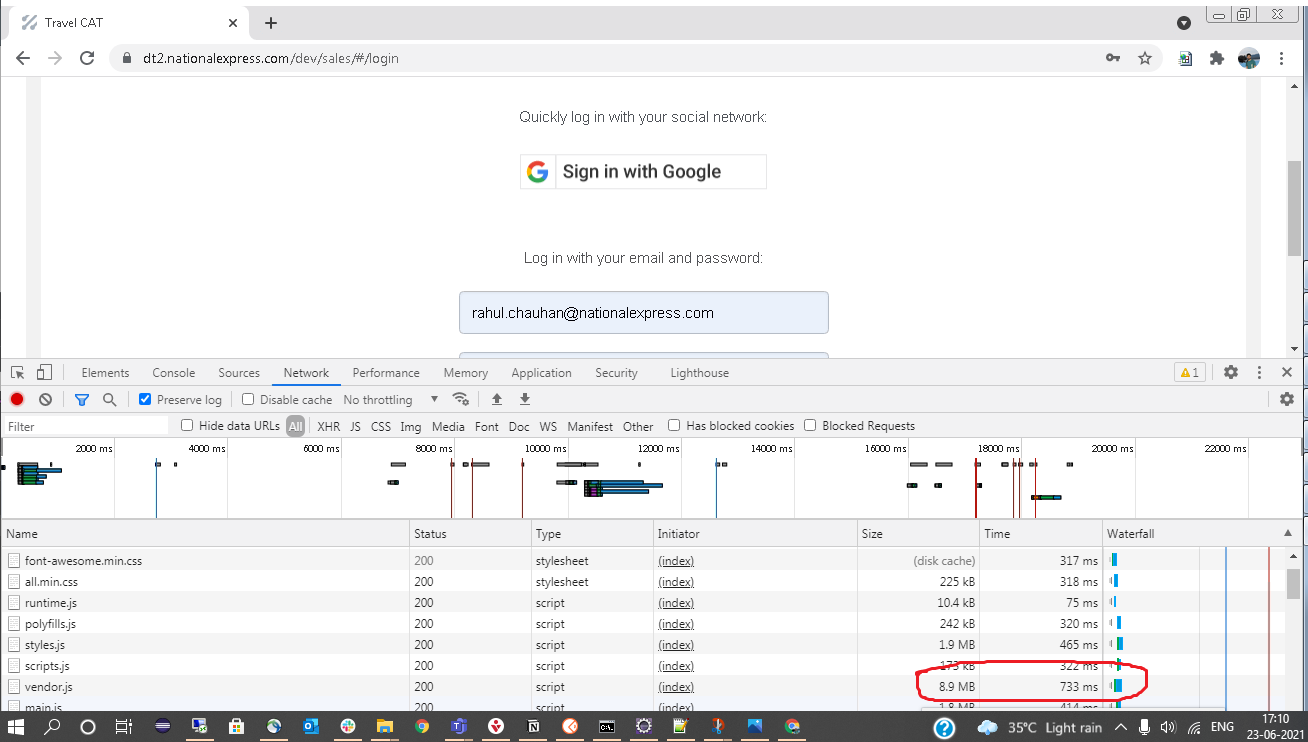 Travel CAT
dt2.nationalexpress.com/dev/sales/#/login
Quickly log in with your social network:
Sign in with Google
Log in with your email and password:
rahul.chauhan@nationalexpress.com
Elements Console Sources Network Performance Memory Application Security Lighthouse 1
Preserve log Disable cache No throttling
Filter Hide data URLs All XHR JS CSS Img Media Font Doc WS Manifest Other Has blocked cookies Blocked Requests
2000 ms 4000 ms 6000 ms 8000 ms 10000 ms 12000 ms 14000 ms 16000 ms 18000 ms 20000 ms 22000 ms
Name Status Type Initiator Size Time Waterfall
font-awesome.min.css 200 stylesheet (index) (disk cache) 317 ms
all.min.css 200 stylesheet (index) 225 kB 318 ms
runtime.js 200 script (index) 10.4 kB 75 ms
polyfills.js 200 script (index) 242 kB 320 ms
styles.js 200 script (index) 1.9 MB 465 ms
scripts.js 200 script (index) 173 kB 322 ms
vendor.js 200 script (index) 8.9 MB 733 ms
main.js 200 script (index) 1.8 MB 414 ms
35°C Light rain ENG 17:10
23-06-2021